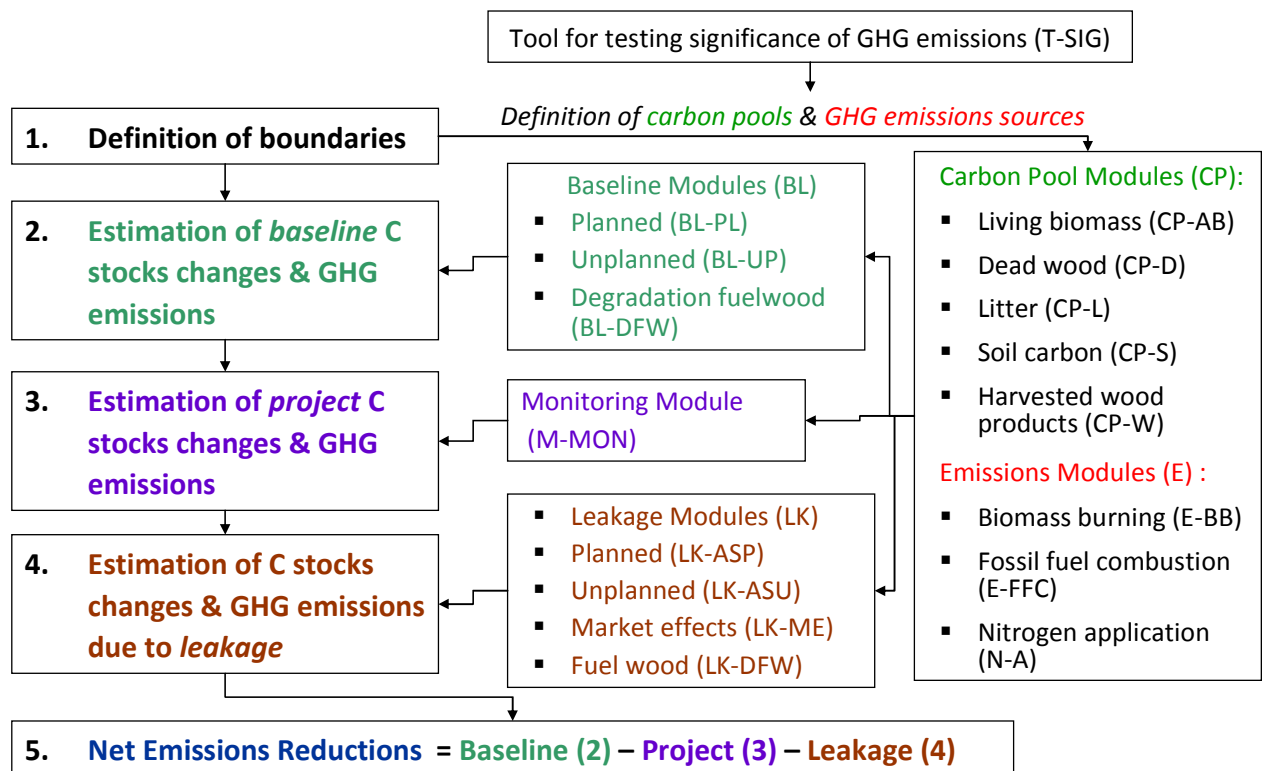 Tool for testing significance of GHG emissions (T-SIG)
Definition of carbon pools & GHG emissions sources
1. Definition of boundaries
2. Estimation of baseline C
stocks changes & GHG
emissions
3. Estimation of project C
stocks changes & GHG
emissions
4. Estimation of C stocks
changes & GHG emissions
due to leakage
Baseline Modules (BL)
▪ Planned (BL-PL)
▪ Unplanned (BL-UP)
▪ Degradation fuelwood
(BL-DFW)
Monitoring Module
(M-MON)
▪ Leakage Modules (LK)
▪ Planned (LK-ASP)
▪ Unplanned (LK-ASU)
▪ Market effects (LK-ME)
▪ Fuel wood (LK-DFW)
Carbon Pool Modules (CP):
▪ Living biomass (CP-AB)
▪ Dead wood (CP-D)
▪ Litter (CP-L)
▪ Soil carbon (CP-S)
▪ Harvested wood
products (CP-W)
Emissions Modules (E) :
▪ Biomass burning (E-BB)
▪ Fossil fuel combustion
(E-FFC)
▪ Nitrogen application
(N-A)
5. Net Emissions Reductions = Baseline (2) – Project (3) – Leakage (4)